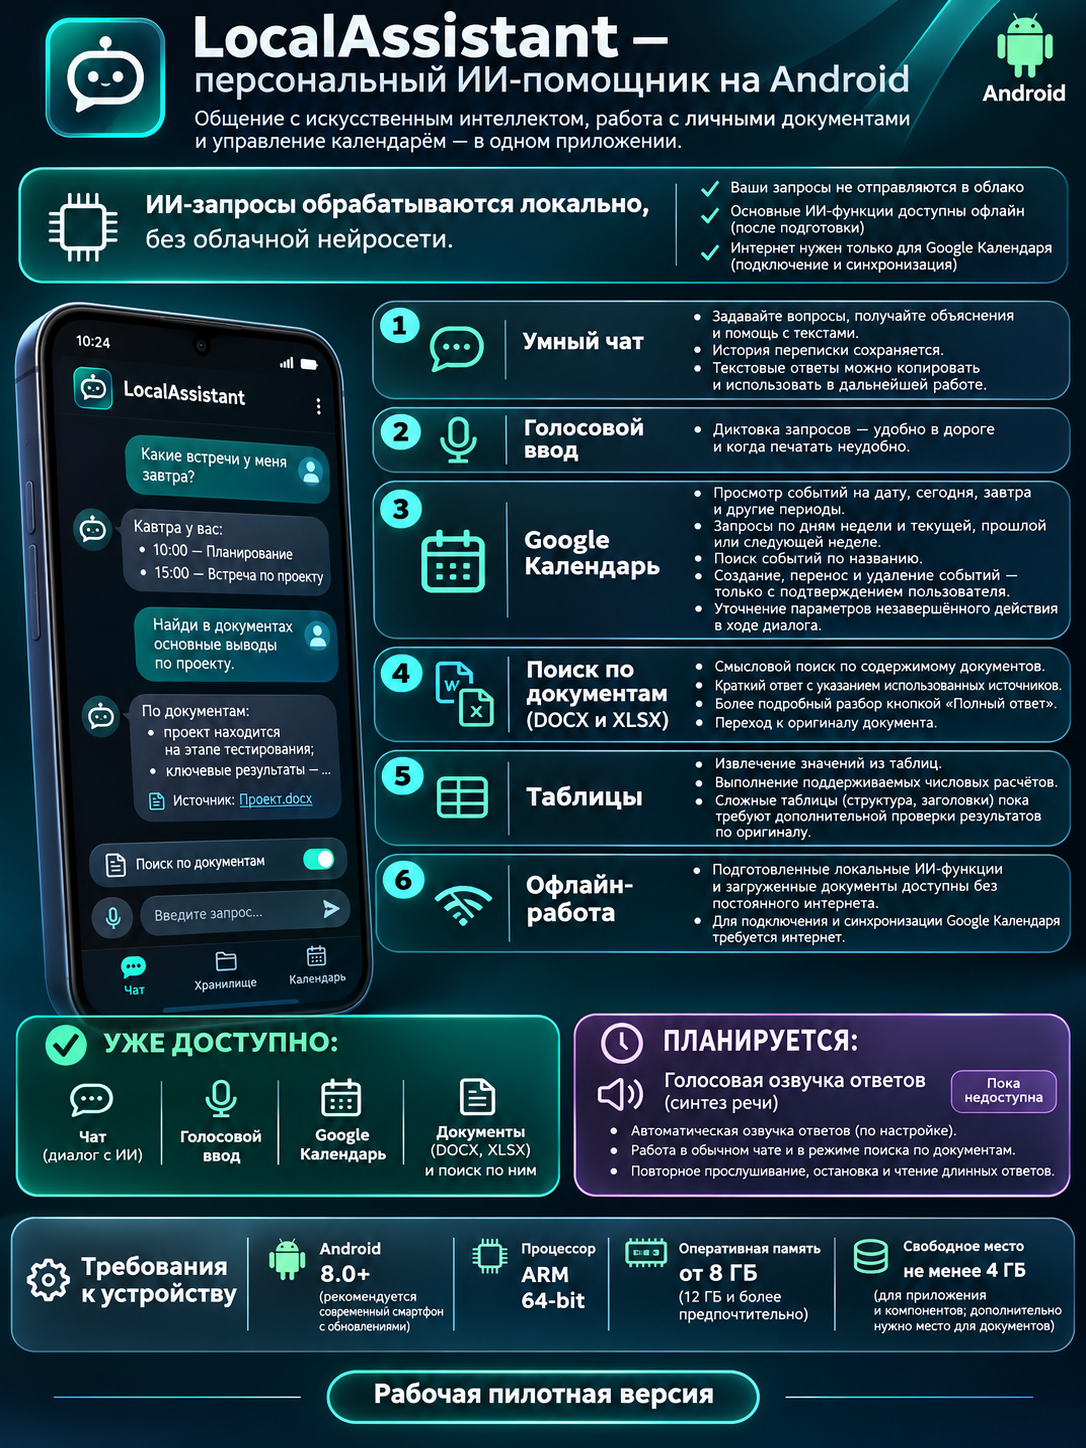 LocalAssistant –
персональный ИИ-помощник на Android
Общение с искусственным интеллектом, работа с личными документами
и управление календарём — в одном приложении.
Android
ИИ-запросы обрабатываются локально,
без облачной нейросети.
Ваши запросы не отправляются в облако
Основные ИИ-функции доступны офлайн
(после подготовки)
Интернет нужен только для Google Календаря
(подключение и синхронизация)
10:24
LocalAssistant
Какие встречи у меня
завтра?
Кавтра у вас:
• 10:00 — Планирование
• 15:00 — Встреча по проекту
Найди в документах
основные выводы
по проекту.
По документам:
• проект находится
на этапе тестирования;
• ключевые результаты – ...
Источник: Проект.docx
Поиск по документам
Введите запрос...
Чат
Хранилище
Календарь
1
Умный чат
• Задавайте вопросы, получайте объяснения
и помощь с текстами.
• История переписки сохраняется.
• Текстовые ответы можно копировать
и использовать в дальнейшей работе.
2
Голосовой
ввод
• Диктовка запросов — удобно в дороге
и когда печатать неудобно.
3
Google
Календарь
• Просмотр событий на дату, сегодня, завтра
и другие периоды.
• Запросы по дням недели и текущей, прошлой
или следующей неделе.
• Поиск событий по названию.
• Создание, перенос и удаление событий —
только с подтверждением пользователя.
• Уточнение параметров незавершённого действия
в ходе диалога.
4
W
X
Поиск по
документам
(DOCX и XLSX)
• Смысловой поиск по содержимому документов.
• Краткий ответ с указанием использованных источников.
• Более подробный разбор кнопкой «Полный ответ».
• Переход к оригиналу документа.
5
Таблицы
• Извлечение значений из таблиц.
• Выполнение поддерживаемых числовых расчётов.
• Сложные таблицы (структура, заголовки) пока
требуют дополнительной проверки результатов
по оригиналу.
6
Офлайн-
работа
• Подготовленные локальные ИИ-функции
и загруженные документы доступны без
постоянного интернета.
• Для подключения и синхронизации Google Календаря
требуется интернет.
УЖЕ ДОСТУПНО:
Чат
(диалог с ИИ)
Голосовой
ввод
Google
Календарь
Документы
(DOCX, XLSX)
и поиск по ним
ПЛАНИРУЕТСЯ:
Голосовая озвучка ответов
(синтез речи)
Пока
недоступна
• Автоматическая озвучка ответов (по настройке).
• Работа в обычном чате и в режиме поиска по документам.
• Повторное прослушивание, остановка и чтение длинных ответов.
Требования
к устройству
Android
8.0+
(рекомендуется
современный смартфон
с обновлениями)
Процессор
ARM
64-bit
Оперативная память
от 8 ГБ
(12 ГБ и более
предпочтительно)
Свободное место
не менее 4 ГБ
(для приложения
и компонентов; дополнительно
нужно место для документов)
Рабочая пилотная версия